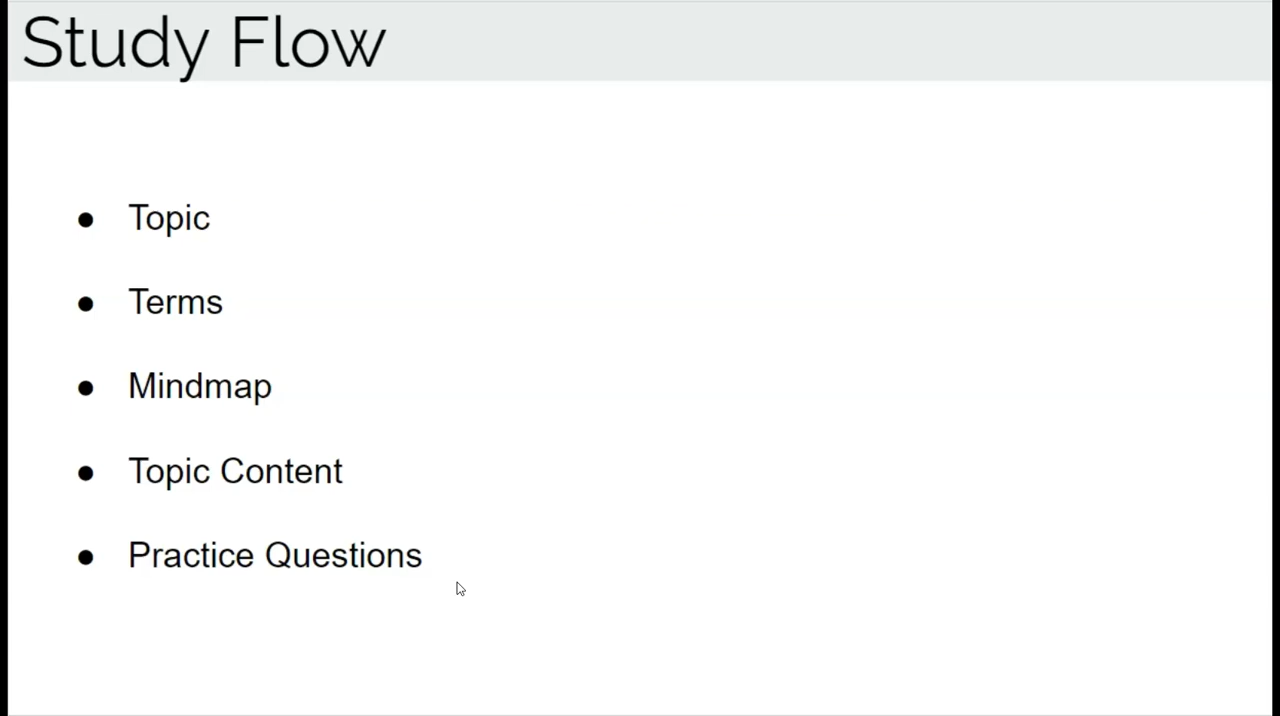 Study Flow
● Topic
● Terms
● Mindmap
● Topic Content
● Practice Questions